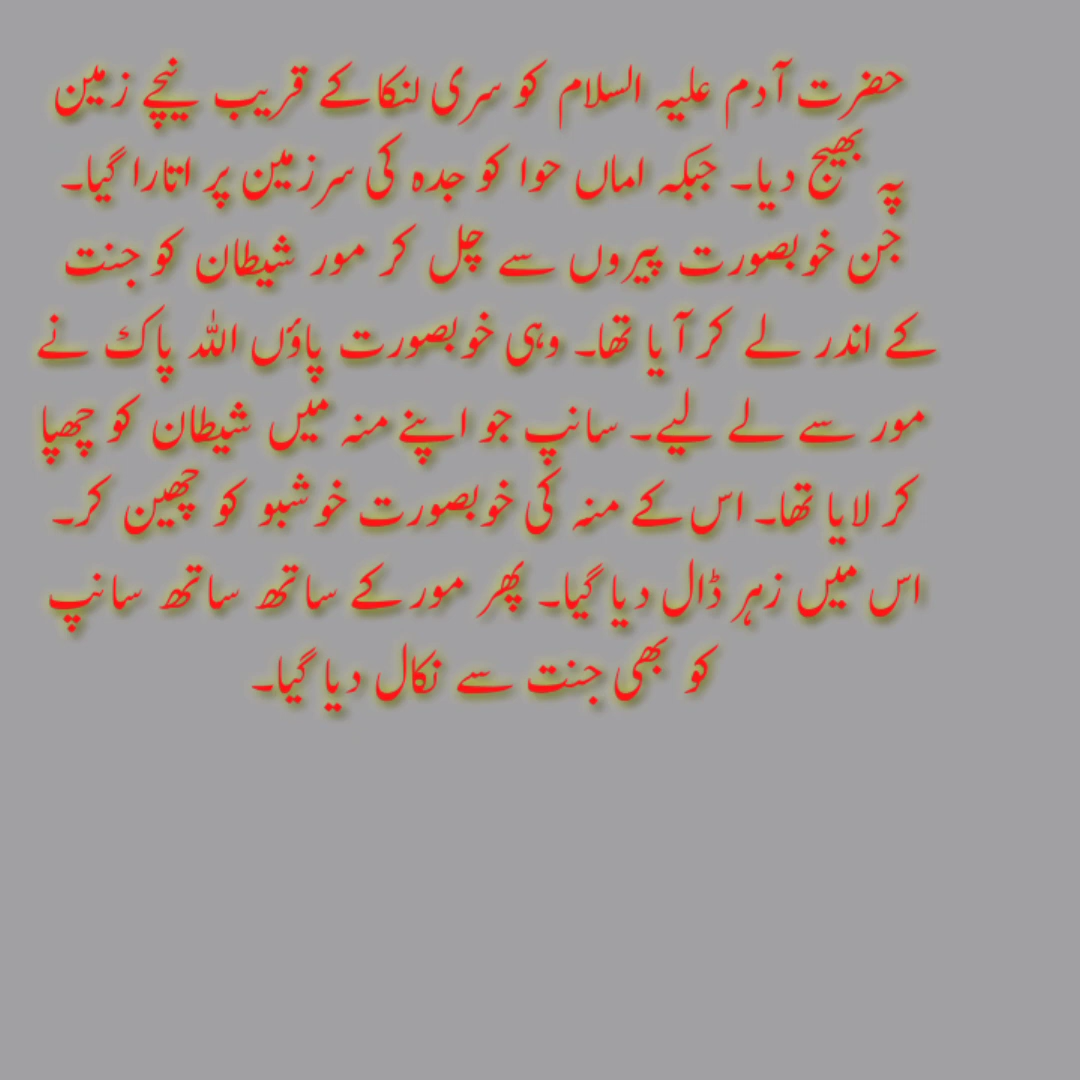 حضرت آدم علیہ السلام کو سری لنکاکے قریب نیچے زمین
پہ بھیج دیا۔ جبکہ اماں حوا کو جدہ کی سرزمین پر اتارا گیا۔
جن خوبصورت پیروں سے چل کر مور شیطان کو جنت
کے اندر لے کر آیا تھا۔ وہی خوبصورت پاؤں اللہ پاک نے
مور سے لے لیے۔ سانپ جو اپنے منہ میں شیطان کو چھپا
کر لایا تھا۔ اس کے منہ کی خوبصورت خوشبو کو چھین کر۔
اس میں زہر ڈال دیا گیا۔ پھر مور کے ساتھ ساتھ سانپ
کو بھی جنت سے نکال دیا گیا۔